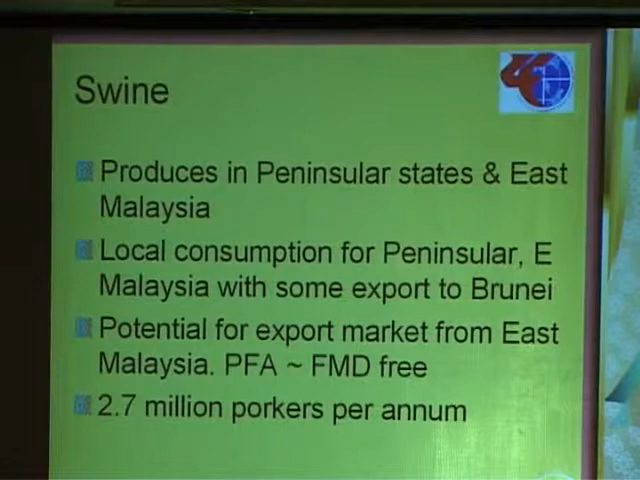 Swine
Produces in Peninsular states & East
Malaysia
Local consumption for Peninsular, E
Malaysia with some export to Brunei
Potential for export market from East
Malaysia. PFA ~ FMD free
2.7 million porkers per annum